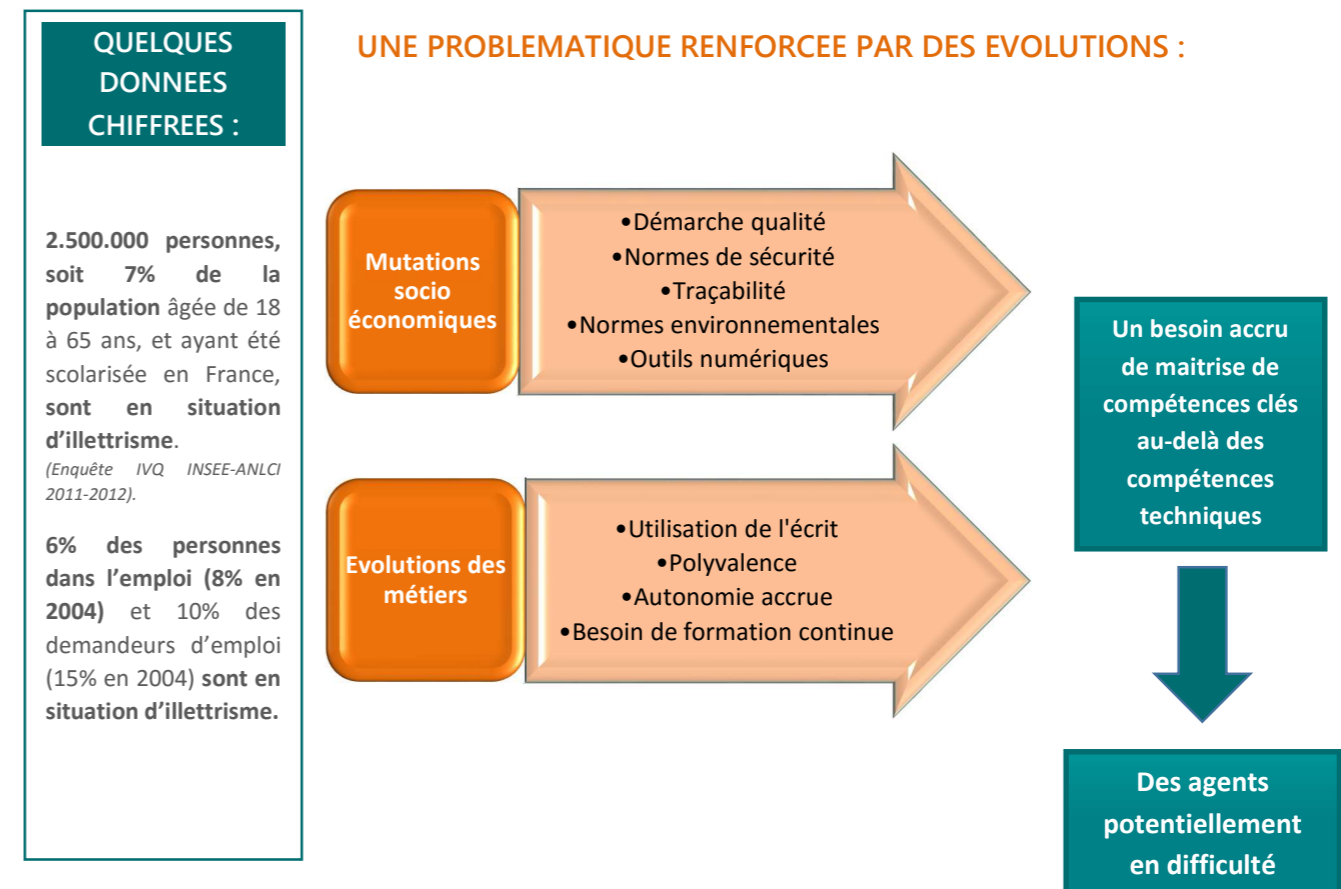 QUELQUES
DONNEES
CHIFFREES :
2.500.000 personnes,
soit 7% de la
population âgée de 18
à 65 ans, et ayant été
scolarisée en France,
sont en situation
d'illettrisme.
(Enquête IVQ INSEE-ANLCI
2011-2012).
6% des personnes
dans l’emploi (8% en
2004) et 10% des
demandeurs d’emploi
(15% en 2004) sont en
situation d’illettrisme.
UNE PROBLEMATIQUE RENFORCEE PAR DES EVOLUTIONS :
Mutations
socio
économiques
•Démarche qualité
•Normes de sécurité
•Traçabilité
•Normes environnementales
•Outils numériques
Evolutions des
métiers
•Utilisation de l'écrit
•Polyvalence
•Autonomie accrue
•Besoin de formation continue
Un besoin accru
de maitrise de
compétences clés
au-delà des
compétences
techniques
Des agents
potentiellement
en difficulté